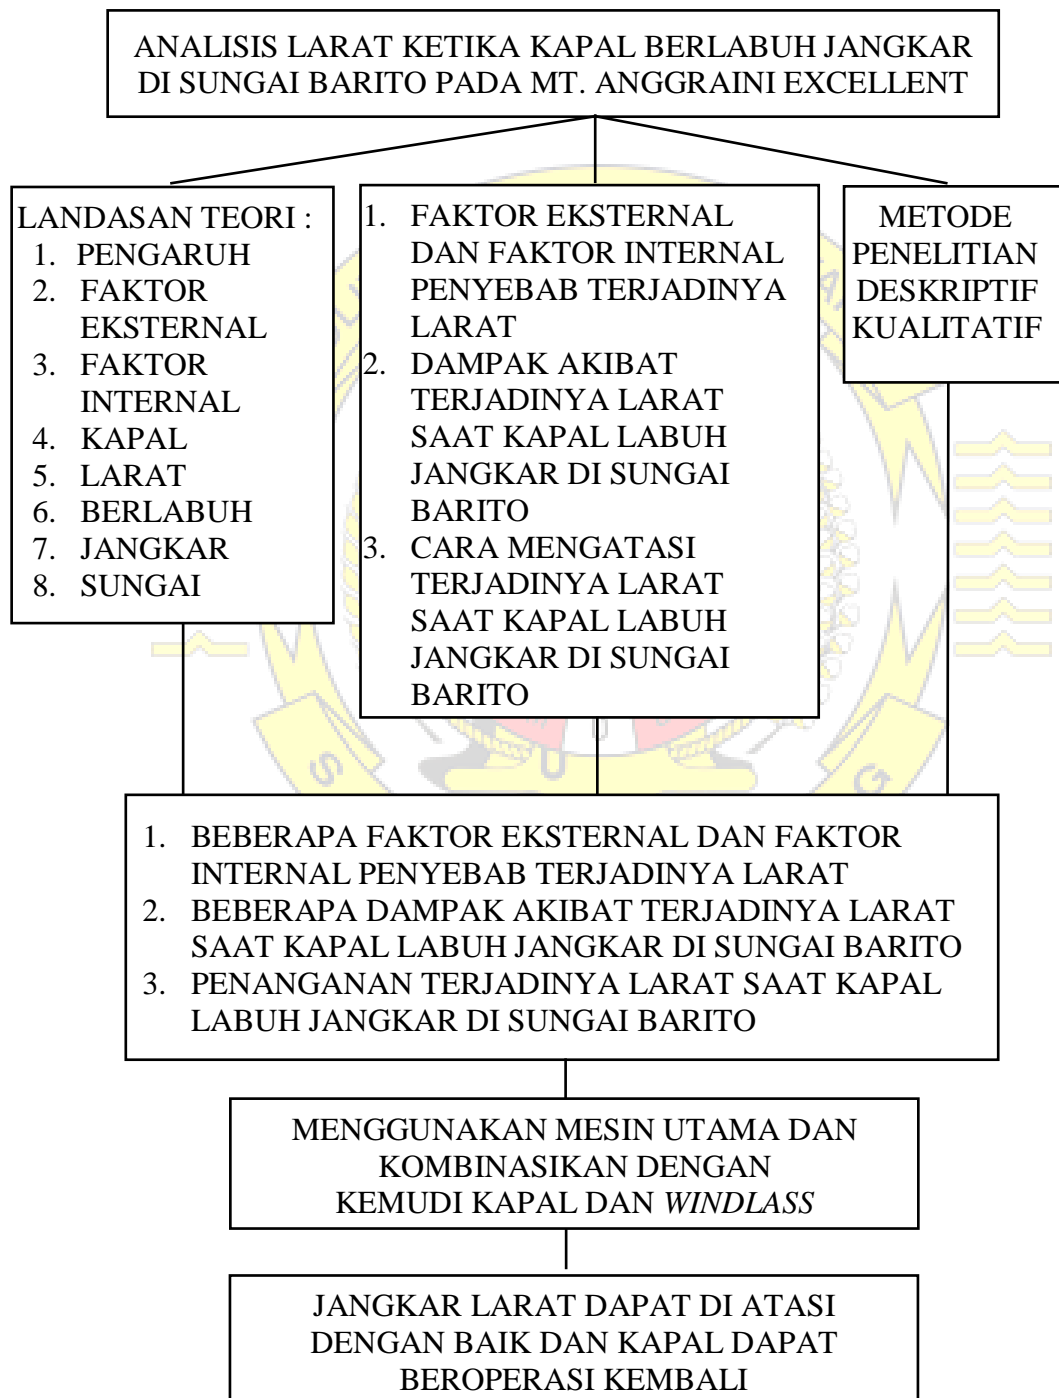 ANALISIS LARAT KETIKA KAPAL BERLABUH JANGKAR
DI SUNGAI BARITO PADA MT. ANGGRAINI EXCELLENT
LANDASAN TEORI :
1. PENGARUH
2. FAKTOR
EKSTERNAL
3. FAKTOR
INTERNAL
4. KAPAL
5. LARAT
6. BERLABUH
7. JANGKAR
8. SUNGAI
1. FAKTOR EKSTERNAL
DAN FAKTOR INTERNAL
PENYEBAB TERJADINYA
LARAT
2. DAMPAK AKIBAT
TERJADINYA LARAT
SAAT KAPAL LABUH
JANGKAR DI SUNGAI
BARITO
3. CARA MENGATASI
TERJADINYA LARAT
SAAT KAPAL LABUH
JANGKAR DI SUNGAI
BARITO
METODE
PENELITIAN
DESKRIPTIF
KUALITATIF
1. BEBERAPA FAKTOR EKSTERNAL DAN FAKTOR
INTERNAL PENYEBAB TERJADINYA LARAT
2. BEBERAPA DAMPAK AKIBAT TERJADINYA LARAT
SAAT KAPAL LABUH JANGKAR DI SUNGAI BARITO
3. PENANGANAN TERJADINYA LARAT SAAT KAPAL
LABUH JANGKAR DI SUNGAI BARITO
MENGGUNAKAN MESIN UTAMA DAN
KOMBINASIKAN DENGAN
KEMUDI KAPAL DAN WINDLASS
JANGKAR LARAT DAPAT DI ATASI
DENGAN BAIK DAN KAPAL DAPAT
BEROPERASI KEMBALI